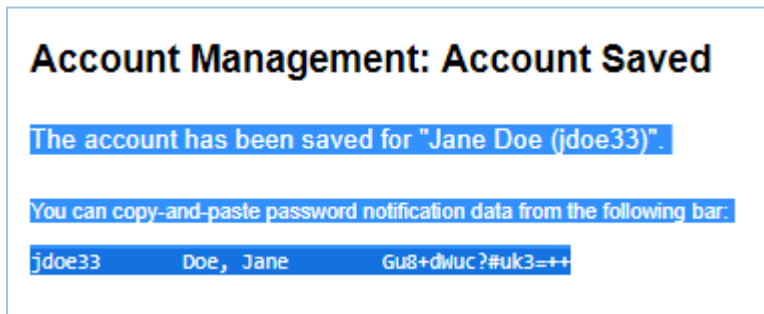 Account Management: Account Saved
The account has been saved for "Jane Doe (jdoe33)".
You can copy-and-paste password notification data from the following bar:
jdoe33 Doe, Jane Gu8+dWuc?#uk3=++